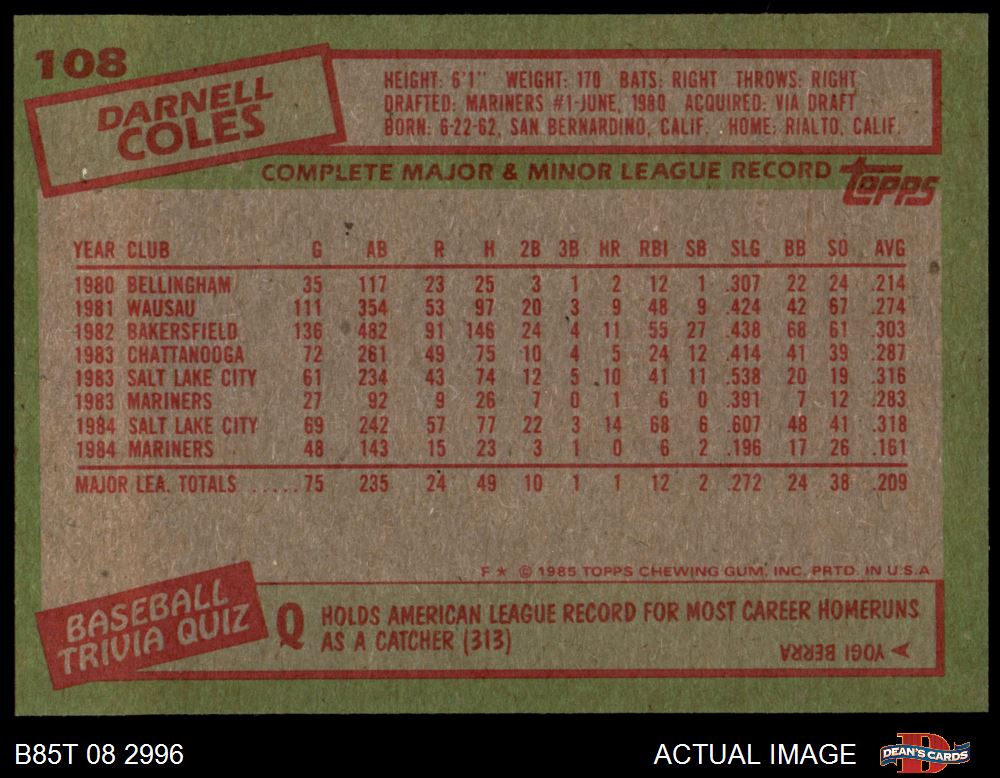 108
DARNELL
COLES
HEIGHT: 6'1" WEIGHT: 170 BATS: RIGHT THROWS: RIGHT
DRAFTED: MARINERS #1-JUNE, 1980 ACQUIRED: VIA DRAFT
BORN: 6-22-62, SAN BERNARDINO, CALIF. HOME: RIALTO, CALIF.
COMPLETE MAJOR & MINOR LEAGUE RECORD
Topps
YEAR CLUB G AB R H 2B 3B HR RBI SB SLG BB SO AVG
1980 BELLINGHAM 35 117 23 25 3 1 2 12 1 .307 22 24 .214
1981 WAUSAU 111 354 53 97 20 3 9 48 9 .424 42 67 .274
1982 BAKERSFIELD 136 482 91 146 24 4 11 55 27 .438 68 61 .303
1983 CHATTANOOGA 72 261 49 75 10 4 5 24 12 .414 41 39 .287
1983 SALT LAKE CITY 61 234 43 74 12 5 10 41 11 .538 20 19 .316
1983 MARINERS 27 92 9 26 7 0 1 6 0 .391 7 12 .283
1984 SALT LAKE CITY 69 242 57 77 22 3 14 68 6 .607 48 41 .318
1984 MARINERS 48 143 15 23 3 1 0 6 2 .196 17 26 .161
MAJOR LEA. TOTALS .....75 235 24 49 10 1 1 12 2 .272 24 38 .209
F★ © 1985 TOPPS CHEWING GUM, INC. PRTD. IN U.S.A
BASEBALL
TRIVIA QUIZ
Q HOLDS AMERICAN LEAGUE RECORD FOR MOST CAREER HOMERUNS
AS A CATCHER (313)
A YOGI BERRA
B85T 08 2996
ACTUAL IMAGE
D
DEAN'S CARDS